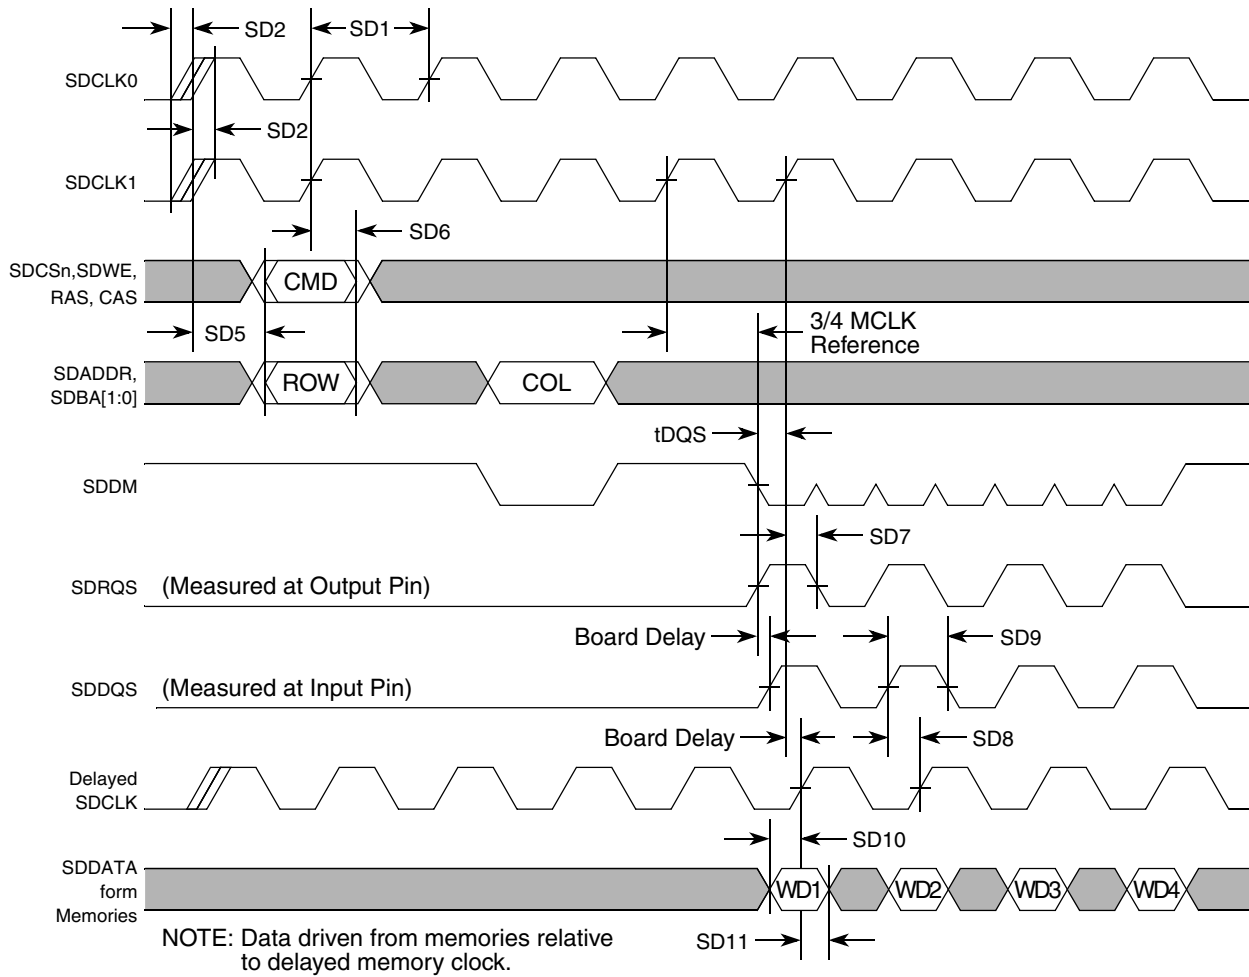 SD2
SD1
SDCLK0
SD2
SDCLK1
SD6
SDCSn,SDWE,
RAS, CAS
CMD
SD5
3/4 MCLK
Reference
SDADDR,
SDBA[1:0]
ROW
COL
tDQS
SDDM
SD7
SDRQS
(Measured at Output Pin)
Board Delay
SD9
SDDQS
(Measured at Input Pin)
Board Delay
SD8
Delayed
SDCLK
SD10
SDDATA
form
Memories
WD1
WD2
WD3
WD4
NOTE: Data driven from memories relative
to delayed memory clock.
SD11